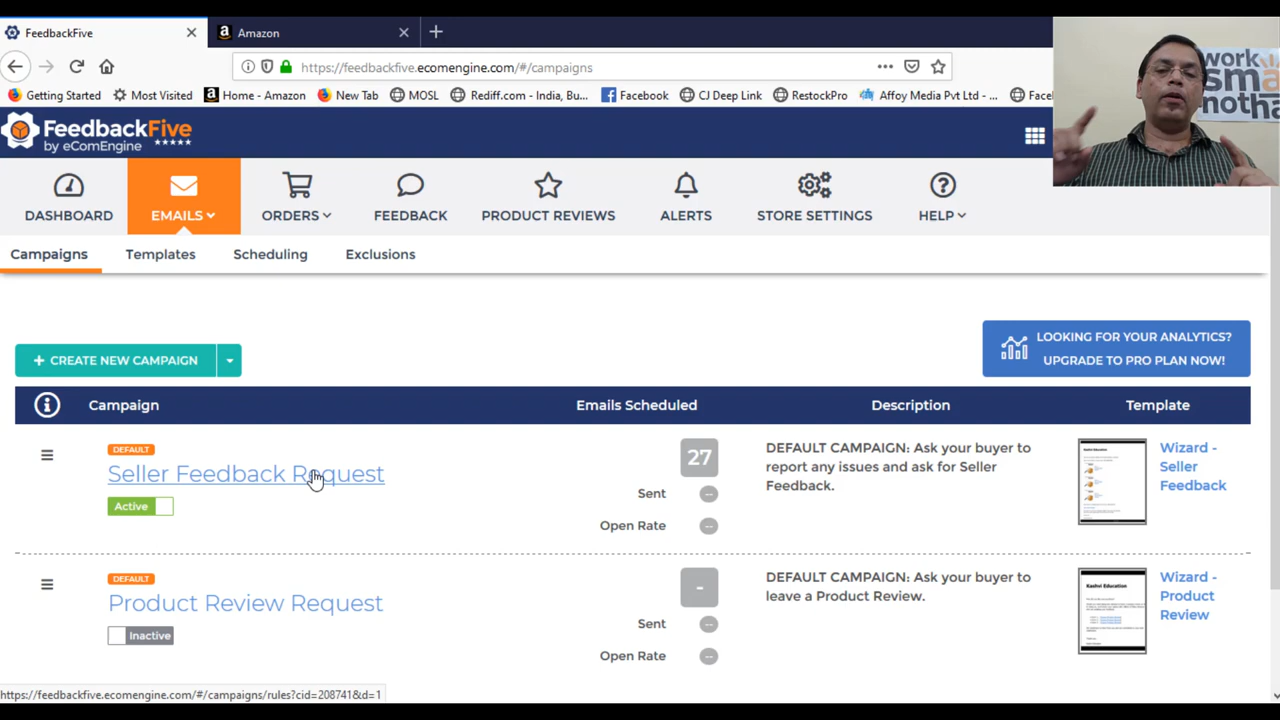 FeedbackFive
Amazon
https://feedbackfive.ecomengine.com/#/campaigns
Getting Started
Most Visited
Home - Amazon
New Tab
MOSL
Rediff.com - India, Bu...
Facebook
CJ Deep Link
RestockPro
Affoy Media Pvt Ltd - ...
work
FeedbackFive
by eComEngine
DASHBOARD
EMAILS
ORDERS
FEEDBACK
PRODUCT REVIEWS
ALERTS
STORE SETTINGS
HELP
Campaigns
Templates
Scheduling
Exclusions
+ CREATE NEW CAMPAIGN
LOOKING FOR YOUR ANALYTICS?
UPGRADE TO PRO PLAN NOW!
Campaign
Emails Scheduled
Description
Template
DEFAULT
Seller Feedback Request
Active
27
Sent --
Open Rate --
DEFAULT CAMPAIGN: Ask your buyer to
report any issues and ask for Seller
Feedback.
Wizard -
Seller
Feedback
DEFAULT
Product Review Request
Inactive
-
Sent --
Open Rate --
DEFAULT CAMPAIGN: Ask your buyer to
leave a Product Review.
Kashvi Education
Wizard -
Product
Review
https://feedbackfive.ecomengine.com/#/campaigns/rules?cid=208741&d=1